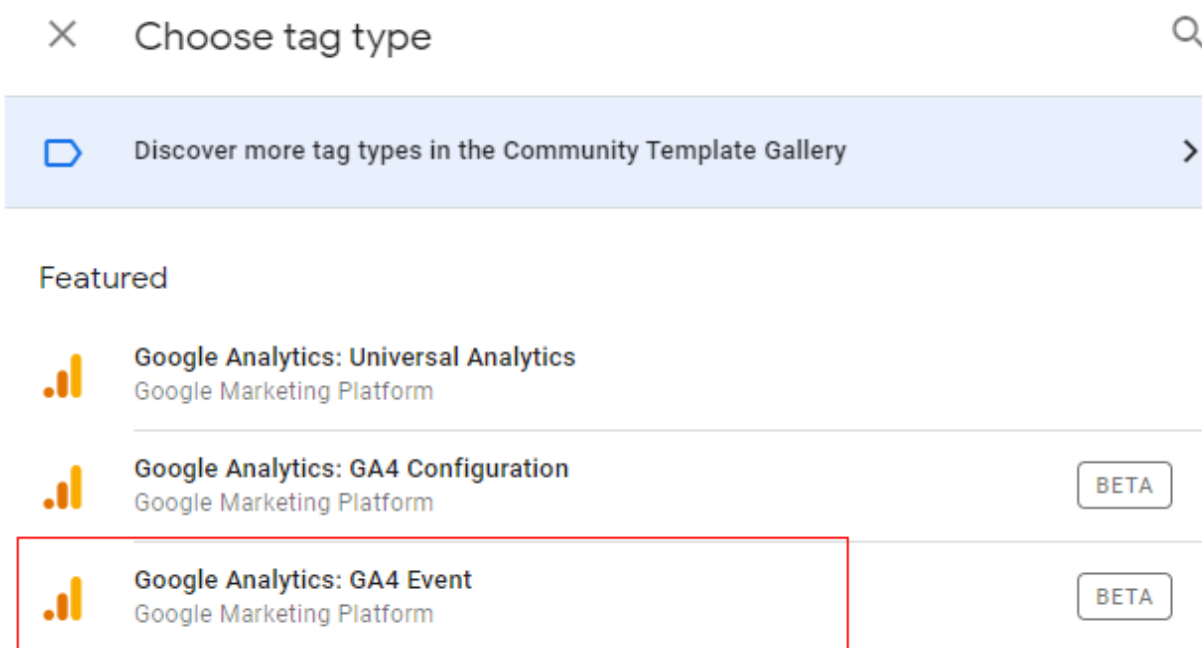 Choose tag type
Discover more tag types in the Community Template Gallery
Featured
Google Analytics: Universal Analytics
Google Marketing Platform
Google Analytics: GA4 Configuration
Google Marketing Platform
BETA
Google Analytics: GA4 Event
Google Marketing Platform
BETA